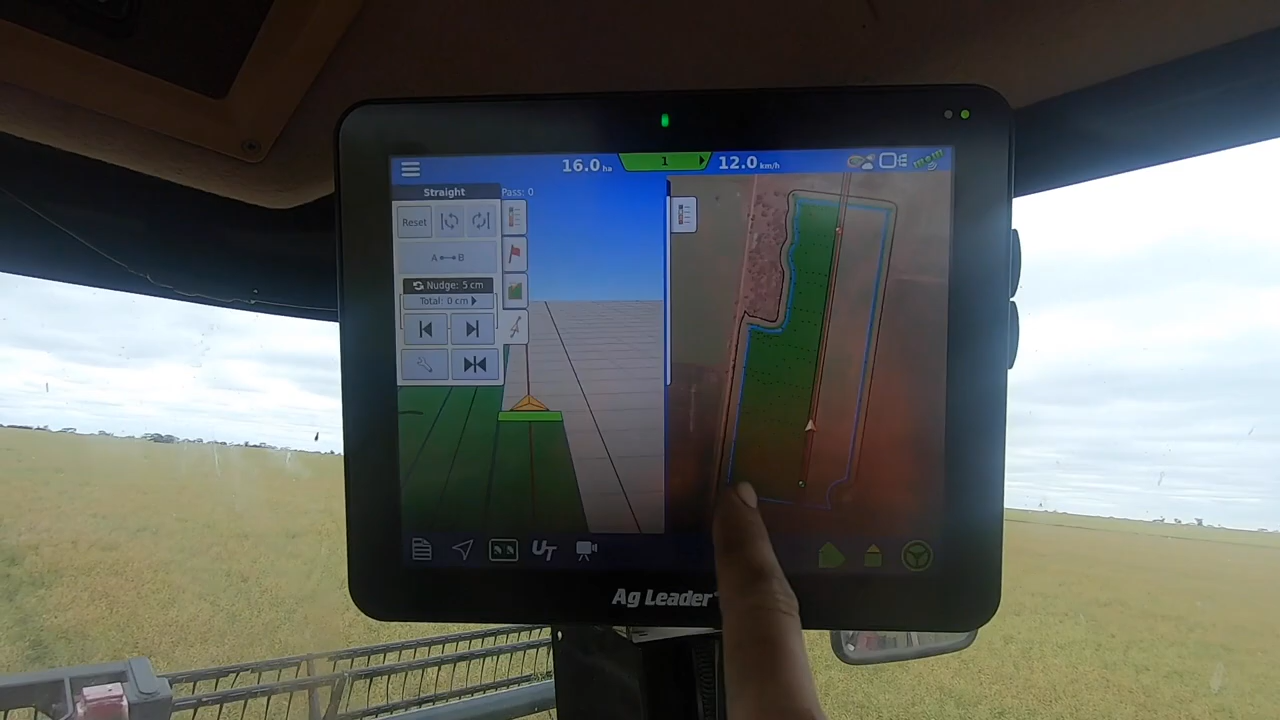 16.0 ha
1
12.0 km/h
Straight
Pass: 0
Reset
A B
Nudge: 5 cm
Total: 0 cm
UT
Ag Leader